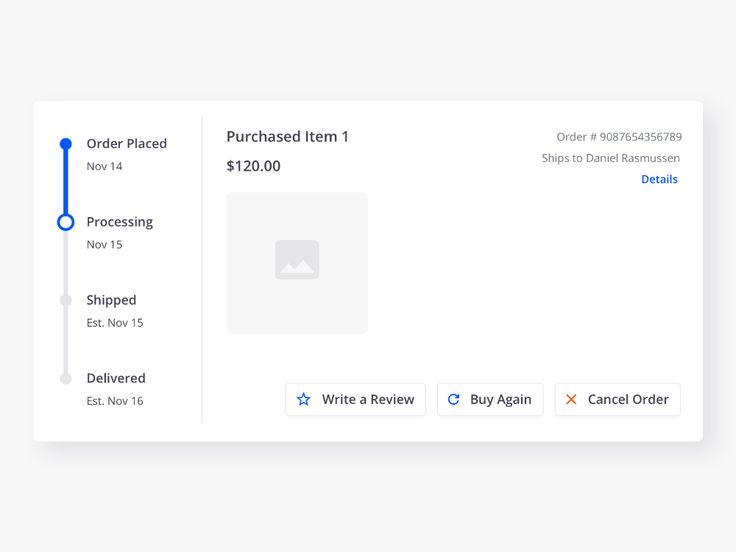 Order Placed
Nov 14
Processing
Nov 15
Shipped
Est. Nov 15
Delivered
Est. Nov 16
Purchased Item 1
$120.00
Order # 9087654356789
Ships to Daniel Rasmussen
Details
Write a Review
Buy Again
Cancel Order